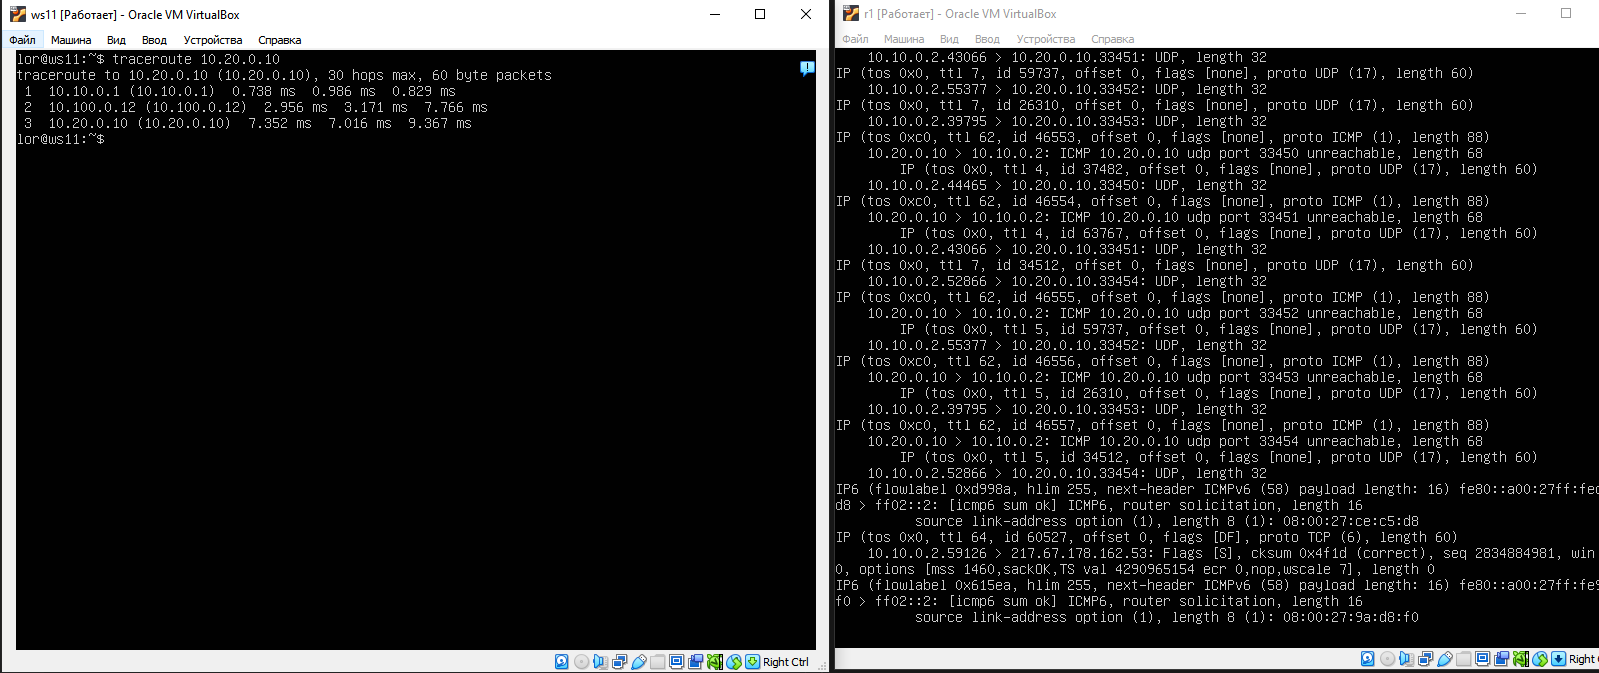 ws11 [Работает] - Oracle VM VirtualBox
Файл Машина Вид Ввод Устройства Справка
lor@ws11:~$ traceroute 10.20.0.10
traceroute to 10.20.0.10 (10.20.0.10), 30 hops max, 60 byte packets
1 10.10.0.1 (10.10.0.1) 0.738 ms 0.986 ms 0.829 ms
2 10.100.0.12 (10.100.0.12) 2.956 ms 3.171 ms 7.766 ms
3 10.20.0.10 (10.20.0.10) 7.352 ms 7.016 ms 9.367 ms
lor@ws11:~$
Right Ctrl
r1 [Работает] - Oracle VM VirtualBox
Файл Машина Вид Ввод Устройства Справка
10.10.0.2.43066 > 10.20.0.10.33451: UDP, length 32
IP (tos 0x0, ttl 7, id 59737, offset 0, flags [none], proto UDP (17), length 60)
10.10.0.2.55377 > 10.20.0.10.33452: UDP, length 32
IP (tos 0x0, ttl 7, id 26310, offset 0, flags [none], proto UDP (17), length 60)
10.10.0.2.39795 > 10.20.0.10.33453: UDP, length 32
IP (tos 0xc0, ttl 62, id 46553, offset 0, flags [none], proto ICMP (1), length 88)
10.20.0.10 > 10.10.0.2: ICMP 10.20.0.10 udp port 33450 unreachable, length 68
IP (tos 0x0, ttl 4, id 37482, offset 0, flags [none], proto UDP (17), length 60)
10.10.0.2.44465 > 10.20.0.10.33450: UDP, length 32
IP (tos 0xc0, ttl 62, id 46554, offset 0, flags [none], proto ICMP (1), length 88)
10.20.0.10 > 10.10.0.2: ICMP 10.20.0.10 udp port 33451 unreachable, length 68
IP (tos 0x0, ttl 4, id 63767, offset 0, flags [none], proto UDP (17), length 60)
10.10.0.2.43066 > 10.20.0.10.33451: UDP, length 32
IP (tos 0x0, ttl 7, id 34512, offset 0, flags [none], proto UDP (17), length 60)
10.10.0.2.52866 > 10.20.0.10.33454: UDP, length 32
IP (tos 0xc0, ttl 62, id 46555, offset 0, flags [none], proto ICMP (1), length 88)
10.20.0.10 > 10.10.0.2: ICMP 10.20.0.10 udp port 33452 unreachable, length 68
IP (tos 0x0, ttl 5, id 59737, offset 0, flags [none], proto UDP (17), length 60)
10.10.0.2.55377 > 10.20.0.10.33452: UDP, length 32
IP (tos 0xc0, ttl 62, id 46556, offset 0, flags [none], proto ICMP (1), length 88)
10.20.0.10 > 10.10.0.2: ICMP 10.20.0.10 udp port 33453 unreachable, length 68
IP (tos 0x0, ttl 5, id 26310, offset 0, flags [none], proto UDP (17), length 60)
10.10.0.2.39795 > 10.20.0.10.33453: UDP, length 32
IP (tos 0xc0, ttl 62, id 46557, offset 0, flags [none], proto ICMP (1), length 88)
10.20.0.10 > 10.10.0.2: ICMP 10.20.0.10 udp port 33454 unreachable, length 68
IP (tos 0x0, ttl 5, id 34512, offset 0, flags [none], proto UDP (17), length 60)
10.10.0.2.52866 > 10.20.0.10.33454: UDP, length 32
IP6 (flowlabel 0xd998a, hlim 255, next-header ICMPv6 (58) payload length: 16) fe80::a00:27ff:fec
d8 > ff02::2: [icmp6 sum ok] ICMP6, router solicitation, length 16
source link-address option (1), length 8 (1): 08:00:27:ce:c5:d8
IP (tos 0x0, ttl 64, id 60527, offset 0, flags [DF], proto TCP (6), length 60)
10.10.0.2.59126 > 217.67.178.162.53: Flags [S], cksum 0x4f1d (correct), seq 2834884981, win
0, options [mss 1460,sackOK,TS val 4290965154 ecr 0,nop,wscale 7], length 0
IP6 (flowlabel 0x615ea, hlim 255, next-header ICMPv6 (58) payload length: 16) fe80::a00:27ff:fe9
f0 > ff02::2: [icmp6 sum ok] ICMP6, router solicitation, length 16
source link-address option (1), length 8 (1): 08:00:27:9a:d8:f0
Right